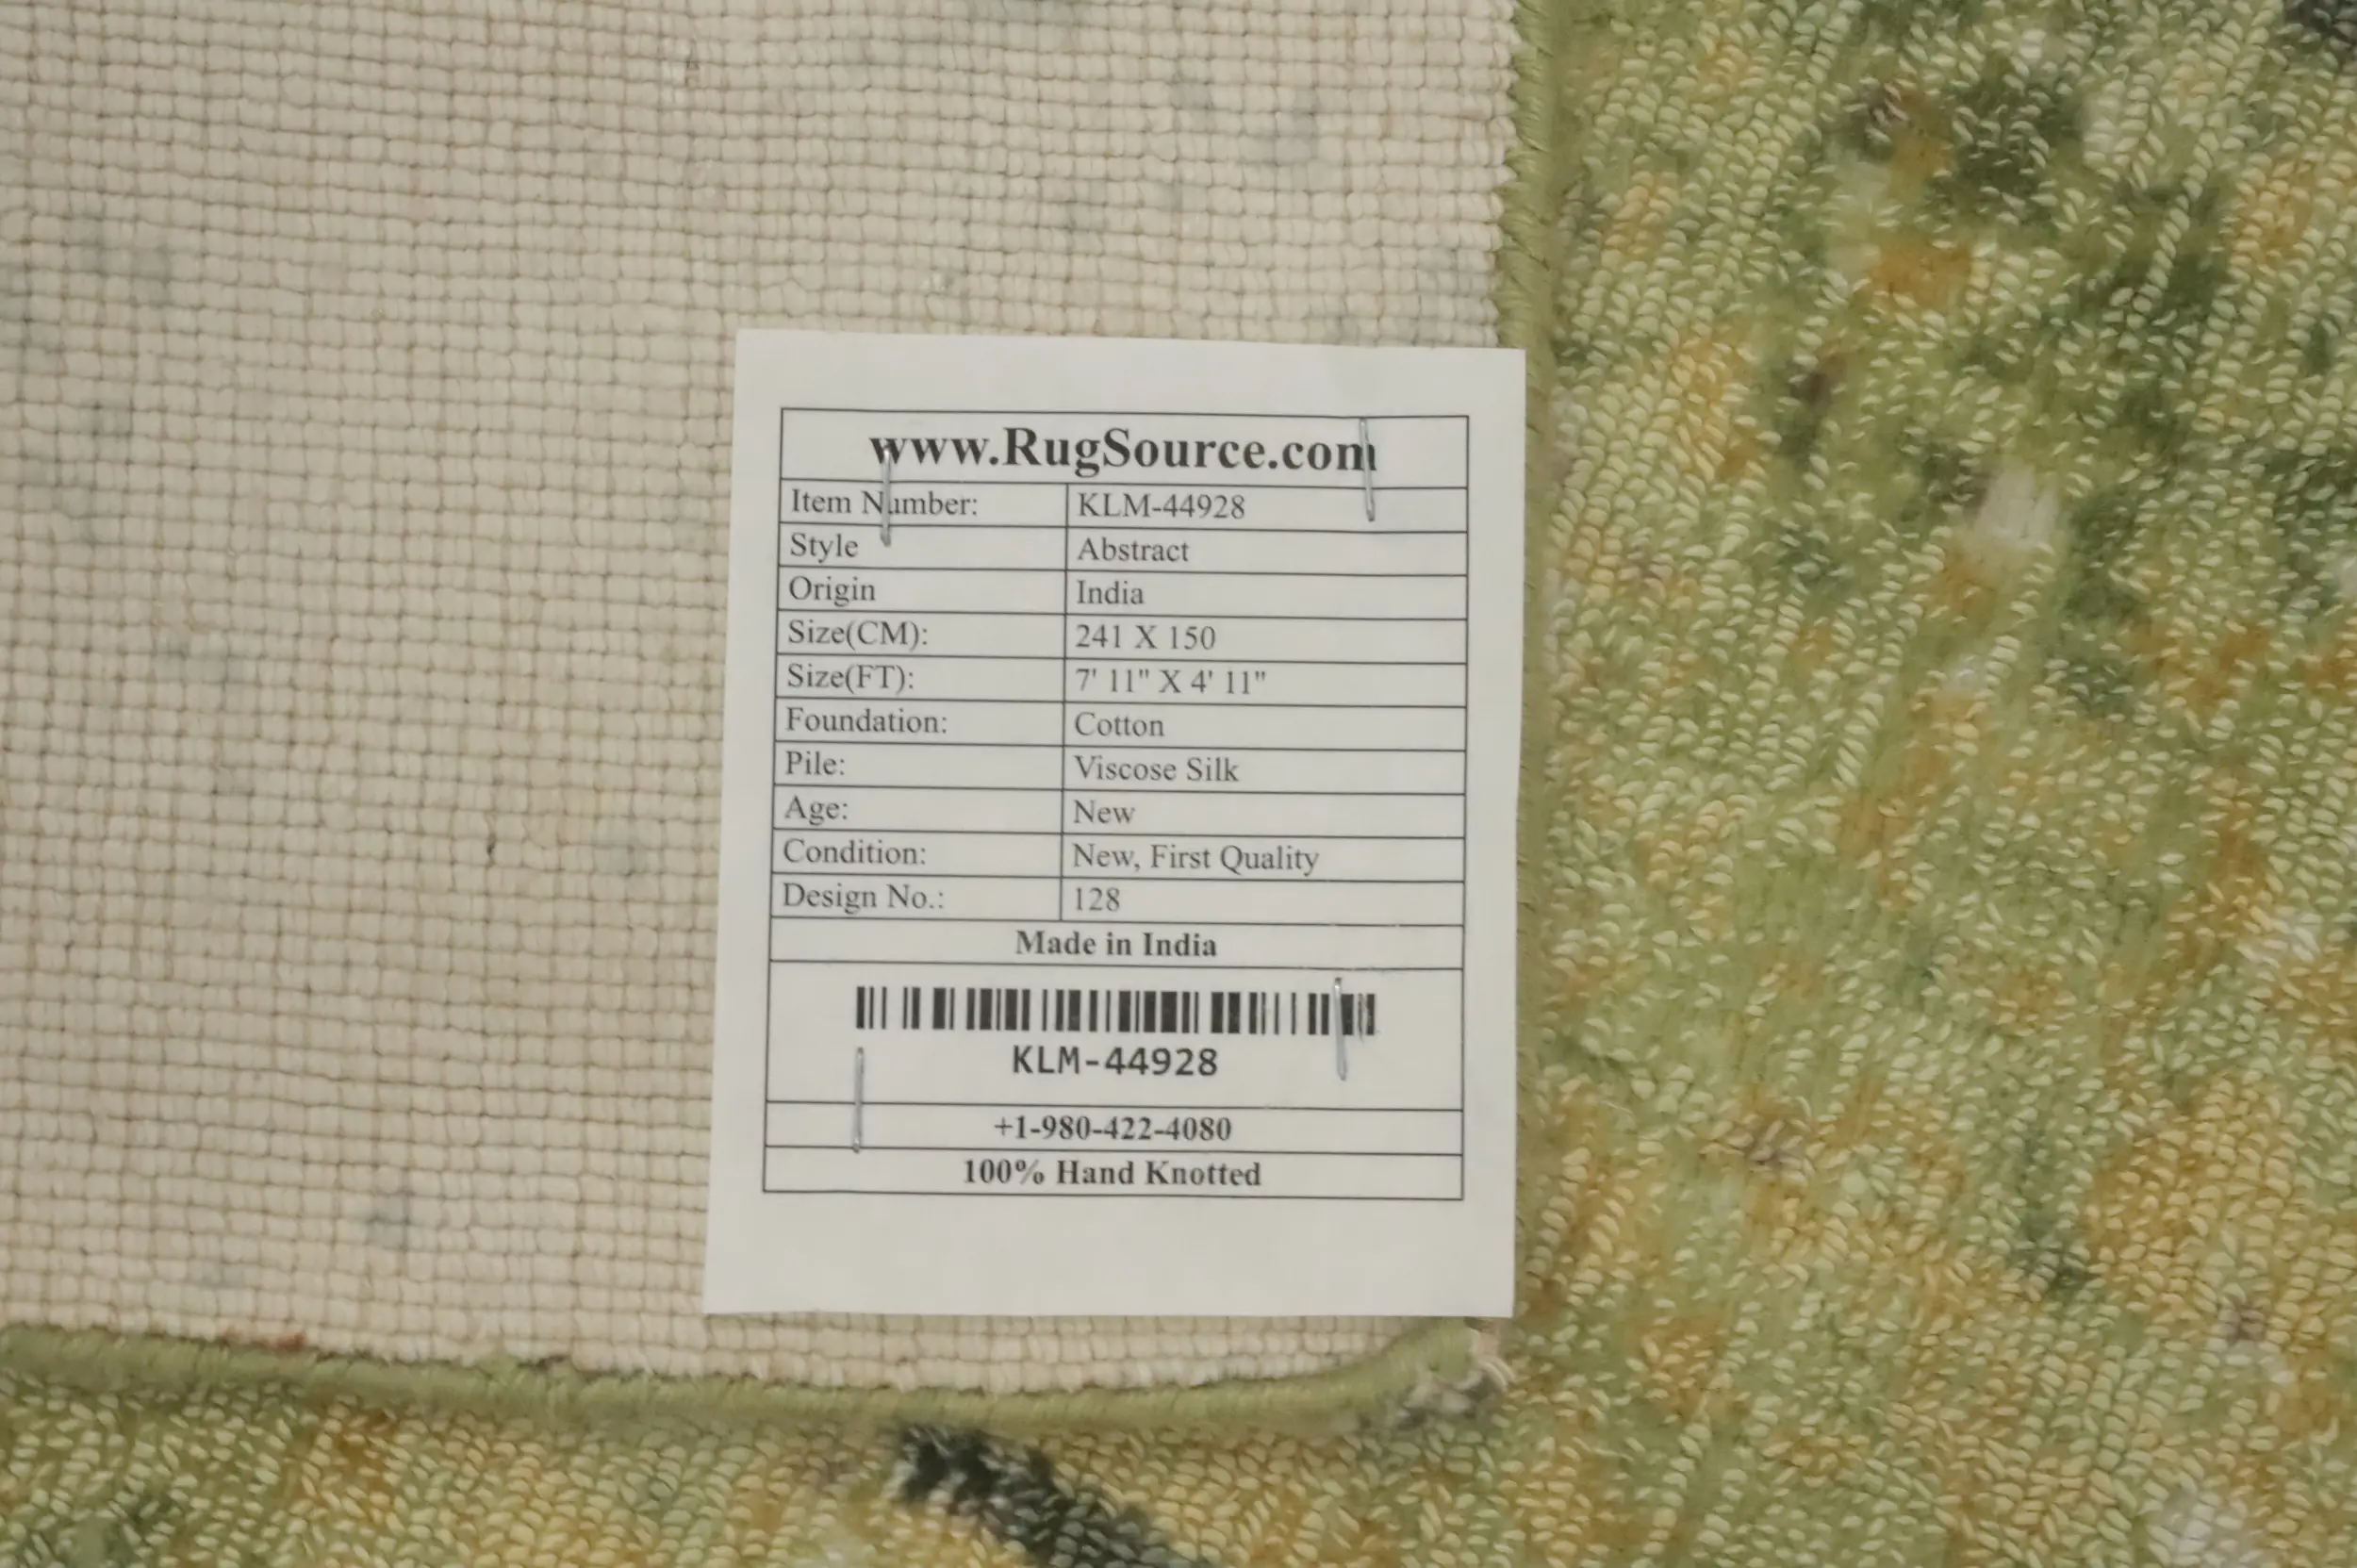 www.RugSource.com
Item Number: KLM-44928
Style Abstract
Origin India
Size(CM): 241 X 150
Size(FT): 7' 11" X 4' 11"
Foundation: Cotton
Pile: Viscose Silk
Age: New
Condition: New, First Quality
Design No.: 128
Made in India
KLM-44928
+1-980-422-4080
100% Hand Knotted